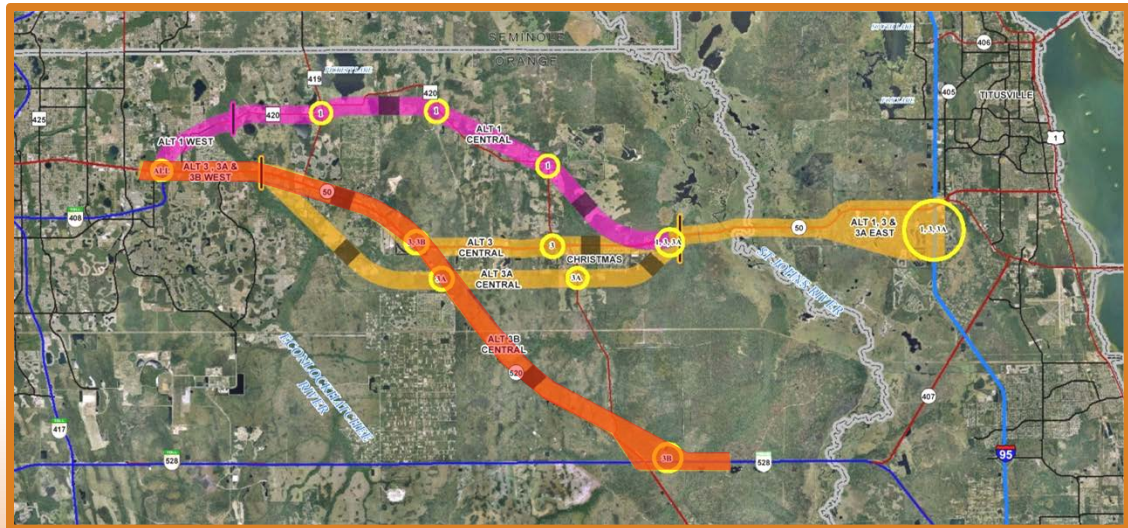 SEMINOLE
ORANGE
406
405
TITUSVILLE
1
419
420
425
420
1
1
ALT 1 WEST
ALT 1
CENTRAL
ALL
ALT 3, 3A &
3B WEST
1
408
50
3, 3B
ALT 3
CENTRAL
3
1, 3, 3A
50
ALT 1, 3 &
3A EAST
1, 3, 3A
CHRISTMAS
3A
ALT 3A
CENTRAL
3A
ST JOHNS RIVER
ALT 3B
CENTRAL
ECONLOCKHATCHEE
RIVER
520
407
417
528
3B
528
95